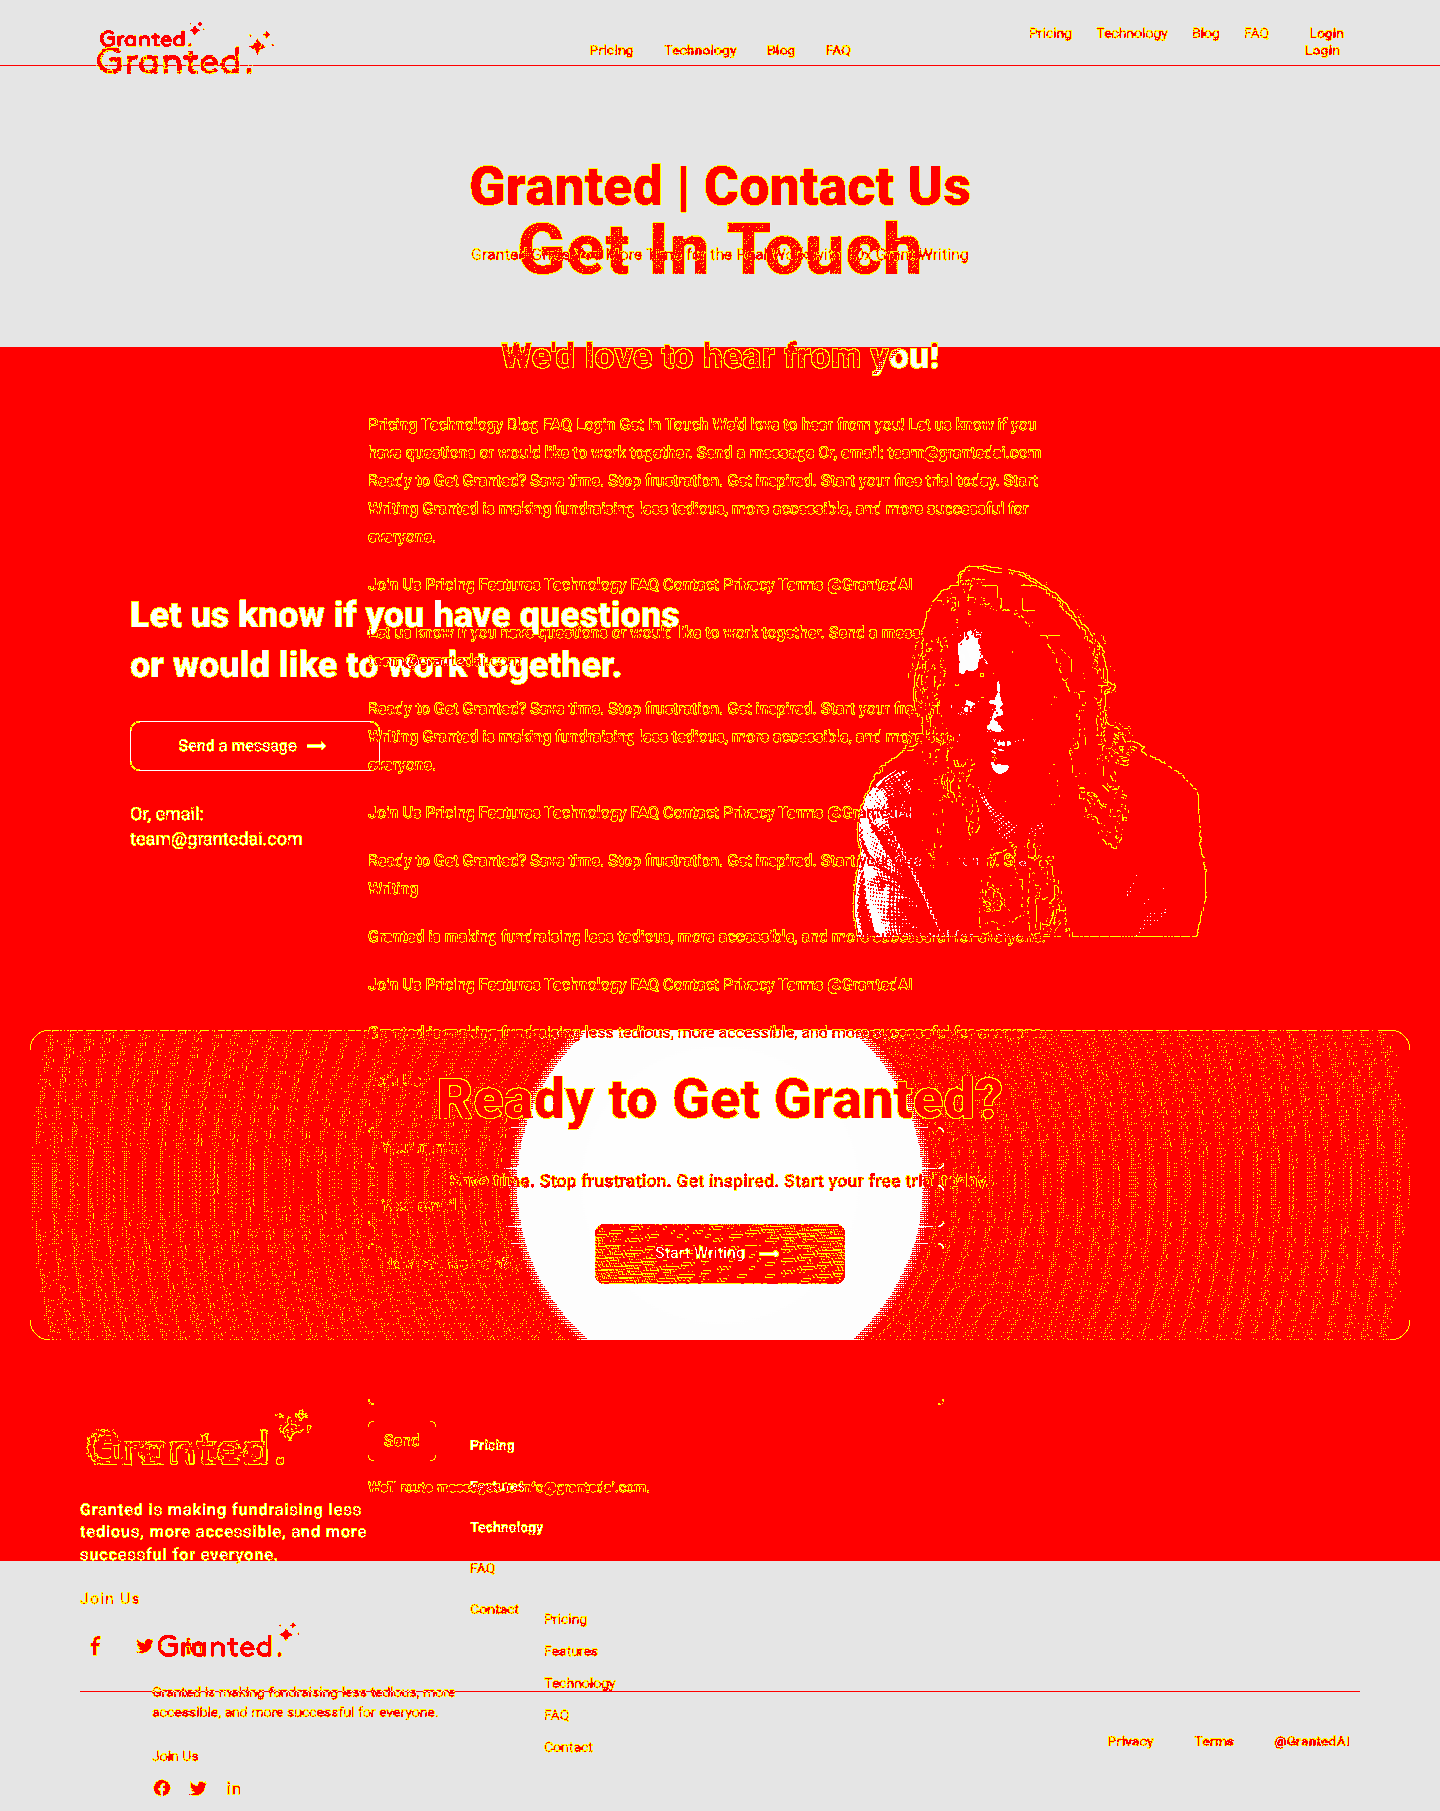 Granted.
Granted.
Pricing Technology Blog FAQ Login
Pricing Technology Blog FAQ
Login
Granted | Contact Us
Get In Touch
Granted Gives You More Time for the Real Work with 10x Grant Writing
We'd love to hear from you!
Pricing Technology Blog FAQ Login Get In Touch We'd love to hear from you! Let us know if you
have questions or would like to work together. Send a message Or, email: team@grantedai.com
Ready to Get Granted? Save time. Stop frustration. Get inspired. Start your free trial today. Start
Writing Granted is making fundraising less tedious, more accessible, and more successful for
everyone.
Join Us Pricing Features Technology FAQ Contact Privacy Terms @GrantedAI
Let us know if you have questions
or would like to work together.
Let us know if you have questions or would like to work together. Send a
team@grantedai.com
Ready to Get Granted? Save time. Stop frustration. Get inspired. Start your
Writing Granted is making fundraising less tedious, more accessible, and
everyone.
Send a message
Or, email:
team@grantedai.com
Join Us Pricing Features Technology FAQ Contact Privacy Terms @GrantedAI
Ready to Get Granted? Save time. Stop frustration. Get inspired. Start
Writing
Granted is making fundraising less tedious, more accessible, and more successful for everyone.
Join Us Pricing Features Technology FAQ Contact Privacy Terms @GrantedAI
Granted is making fundraising less tedious, more accessible, and more successful for everyone.
Ready to Get Granted?
Save time. Stop frustration. Get inspired. Start your free trial today.
Start Writing
Granted.
Granted is making fundraising less
tedious, more accessible, and more
successful for everyone.
Join Us
Send
We'll route messages to info@grantedai.com.
Pricing
Features
Technology
FAQ
Contact
Granted.
Granted is making fundraising less tedious, more
accessible, and more successful for everyone.
Join Us
Pricing
Features
Technology
FAQ
Contact
Privacy Terms @GrantedAI